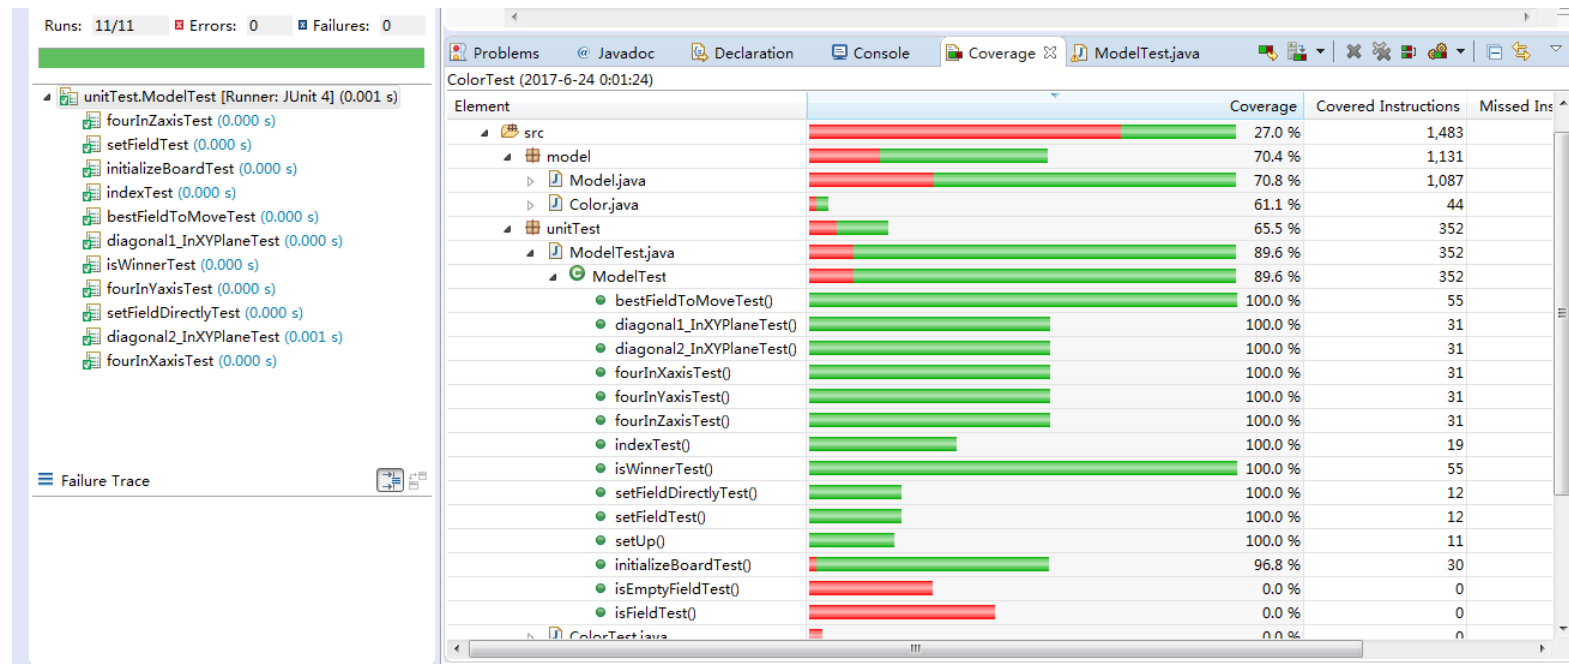 Runs: 11/11 Errors: 0 Failures: 0
unitTest.ModelTest [Runner: JUnit 4] (0.001 s)
fourInZaxisTest (0.000 s)
setFieldTest (0.000 s)
initializeBoardTest (0.000 s)
indexTest (0.000 s)
bestFieldToMoveTest (0.000 s)
diagonal1_InXYPlaneTest (0.000 s)
isWinnerTest (0.000 s)
fourInYaxisTest (0.000 s)
setFieldDirectlyTest (0.000 s)
diagonal2_InXYPlaneTest (0.001 s)
fourInXaxisTest (0.000 s)
Failure Trace
Problems @ Javadoc Declaration Console Coverage ModelTest.java
ColorTest (2017-6-24 0:01:24)
Element Coverage Covered Instructions Missed Ins
src 27.0 % 1,483
model 70.4 % 1,131
Model.java 70.8 % 1,087
Color.java 61.1 % 44
unitTest 65.5 % 352
ModelTest.java 89.6 % 352
ModelTest 89.6 % 352
bestFieldToMoveTest() 100.0 % 55
diagonal1_InXYPlaneTest() 100.0 % 31
diagonal2_InXYPlaneTest() 100.0 % 31
fourInXaxisTest() 100.0 % 31
fourInYaxisTest() 100.0 % 31
fourInZaxisTest() 100.0 % 31
indexTest() 100.0 % 19
isWinnerTest() 100.0 % 55
setFieldDirectlyTest() 100.0 % 12
setFieldTest() 100.0 % 12
setUp() 100.0 % 11
initializeBoardTest() 96.8 % 30
isEmptyFieldTest() 0.0 % 0
isFieldTest() 0.0 % 0
ColorTest.java 0.0 % 0